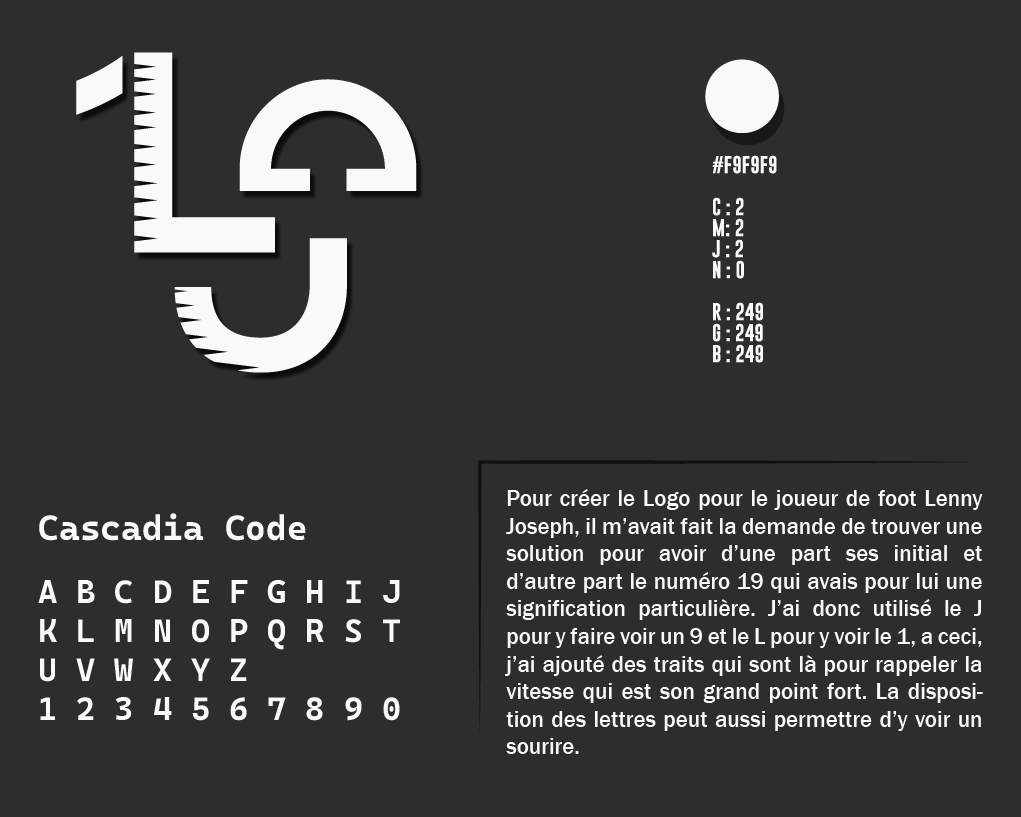 #F9F9F9
C : 2
M: 2
J : 2
N : 0
R : 249
G : 249
B : 249
Cascadia Code
A B C D E F G H I J
K L M N O P Q R S T
U V W X Y Z
1 2 3 4 5 6 7 8 9 0
Pour créer le Logo pour le joueur de foot Lenny
Joseph, il m’avait fait la demande de trouver une
solution pour avoir d’une part ses initial et
d’autre part le numéro 19 qui avais pour lui une
signification particulière. J’ai donc utilisé le J
pour y faire voir un 9 et le L pour y voir le 1, a ceci,
j’ai ajouté des traits qui sont là pour rappeler la
vitesse qui est son grand point fort. La disposi-
tion des lettres peut aussi permettre d’y voir un
sourire.